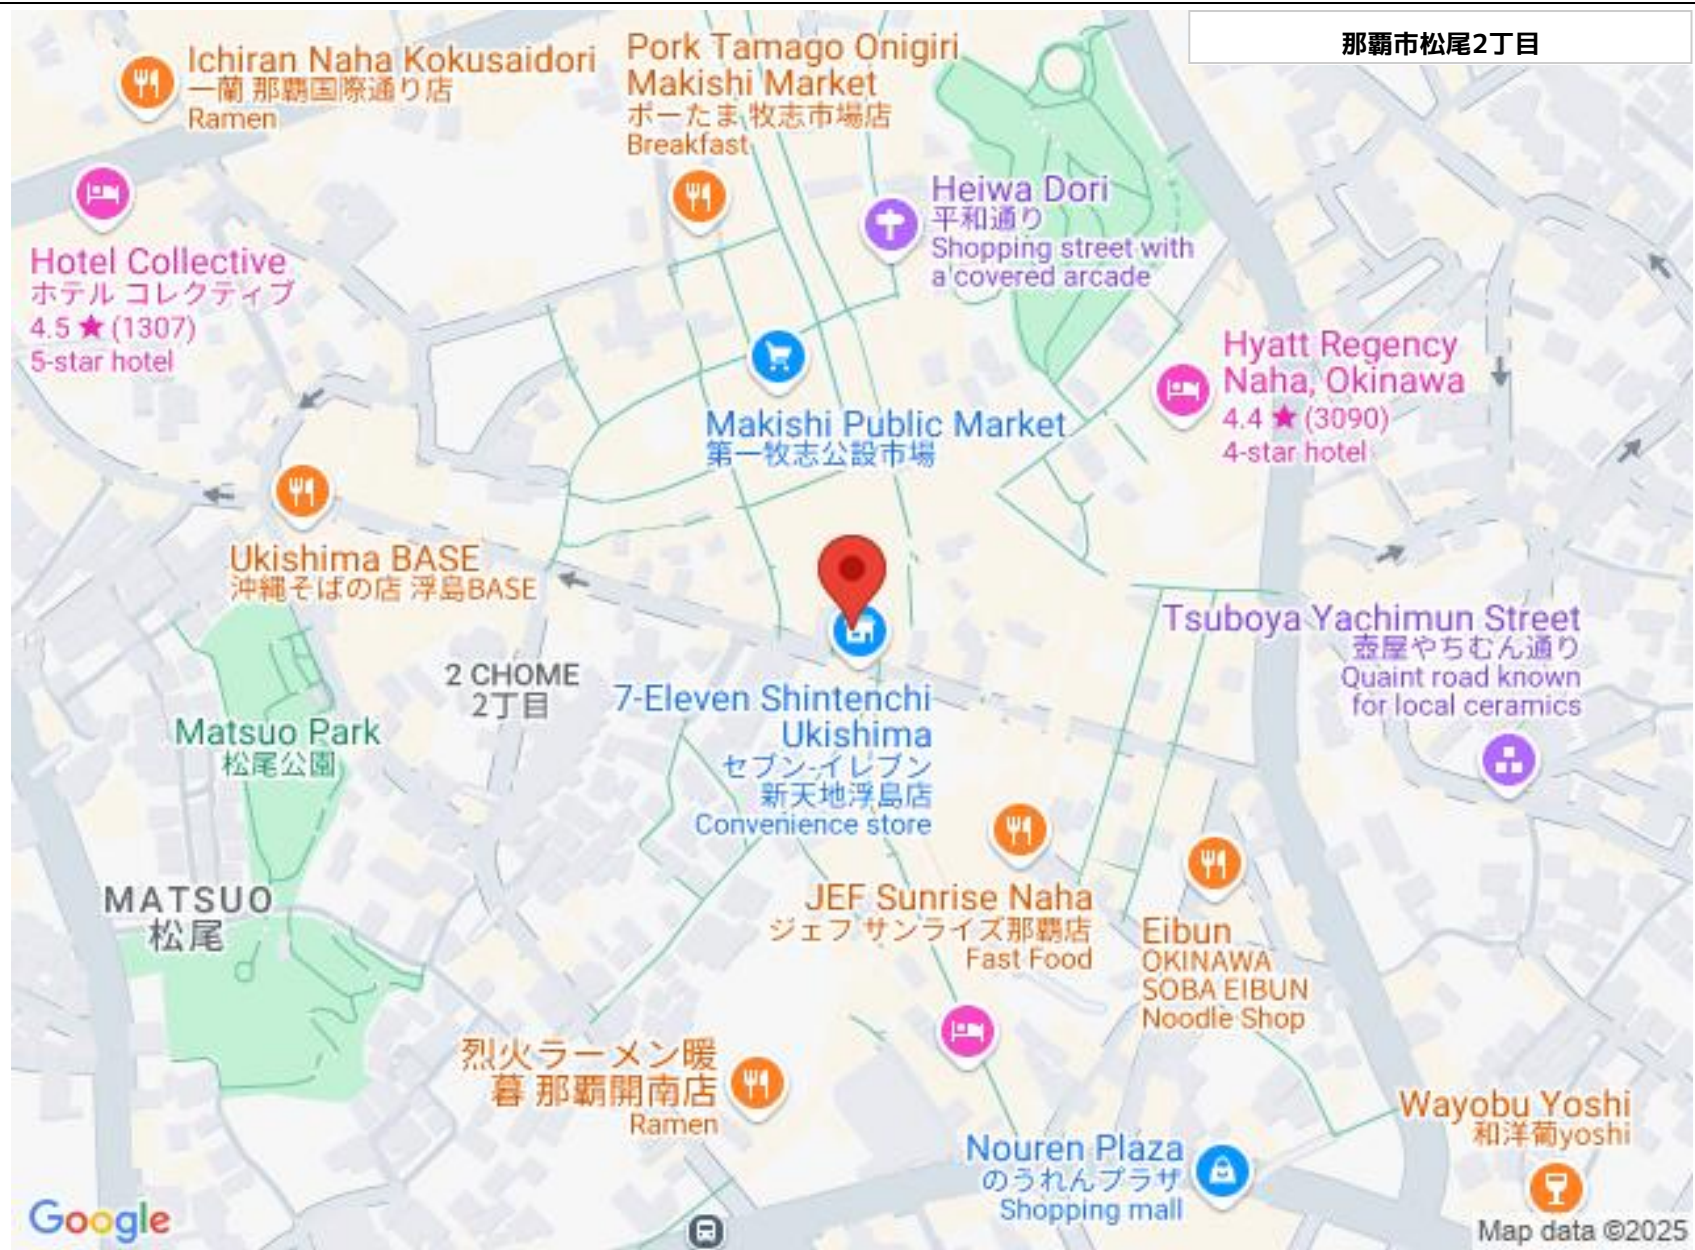 那覇市松尾2丁目
Ichiran Naha Kokusaidori
一蘭 那覇国際通り店
Ramen
Pork Tamago Onigiri
Makishi Market
ポーたま 牧志市場店
Breakfast
Heiwa Dori
平和通り
Shopping street with
a covered arcade
Hotel Collective
ホテル コレクティブ
4.5 ★ (1307)
5-star hotel
Hyatt Regency
Naha, Okinawa
4.4 ★ (3090)
4-star hotel
Makishi Public Market
第一牧志公設市場
Ukishima BASE
沖縄そばの店 浮島BASE
Tsuboya Yachimun Street
壺屋やちむん通り
Quaint road known
for local ceramics
2 CHOME
2丁目
7-Eleven Shintenchi
Ukishima
セブン-イレブン
新天地浮島店
Convenience store
Matsuo Park
松尾公園
MATSUO
松尾
JEF Sunrise Naha
ジェフ サンライズ那覇店
Fast Food
Eibun
OKINAWA
SOBA EIBUN
Noodle Shop
烈火ラーメン暖
暮 那覇開南店
Ramen
Nouren Plaza
のうれんプラザ
Shopping mall
Wayobu Yoshi
和洋葡yoshi
Google
Map data ©2025